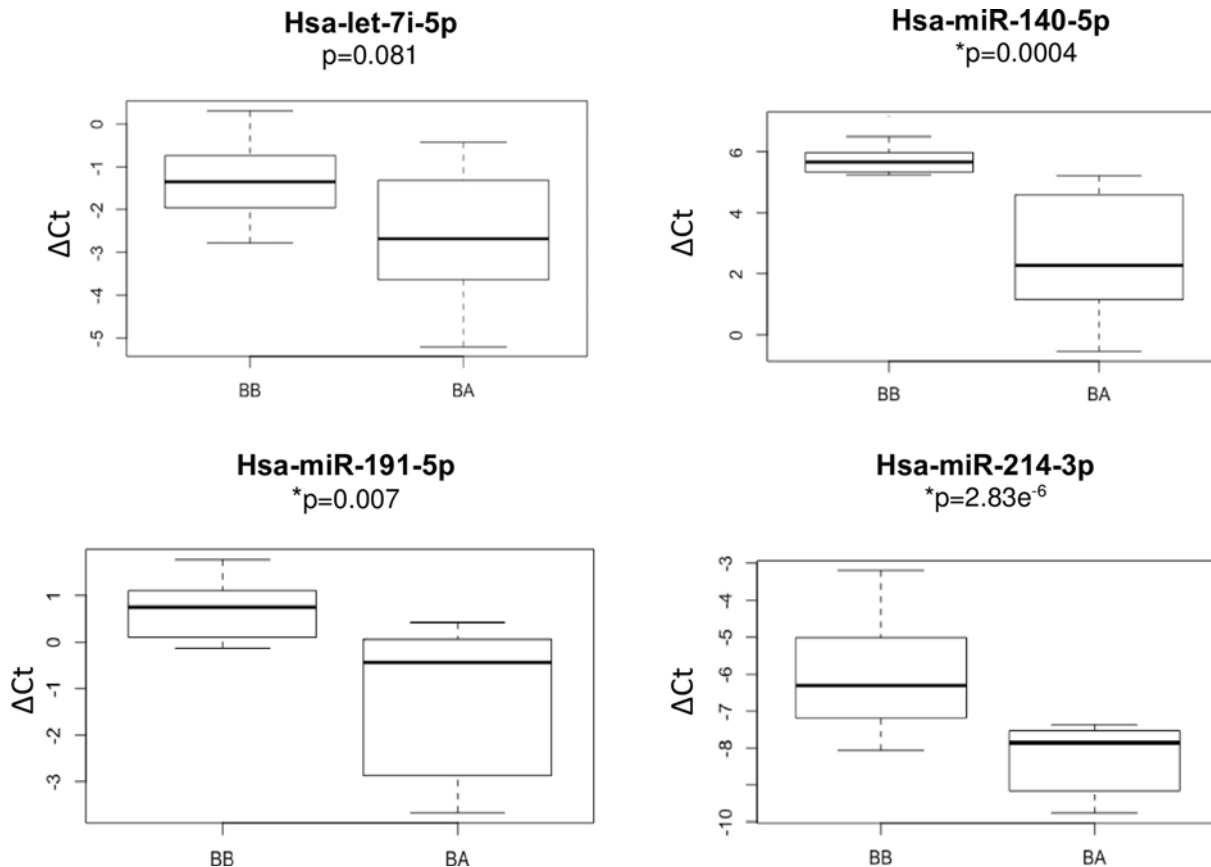 Hsa-let-7i-5p
p=0.081
ΔCt
0
-1
-2
-3
-4
-5
BB
BA
Hsa-miR-140-5p
*p=0.0004
ΔCt
6
4
2
0
BB
BA
Hsa-miR-191-5p
*p=0.007
ΔCt
1
0
-1
-2
-3
BB
BA
Hsa-miR-214-3p
*p=2.83e⁻⁶
ΔCt
-3
-4
-5
-6
-7
-8
-10
BB
BA